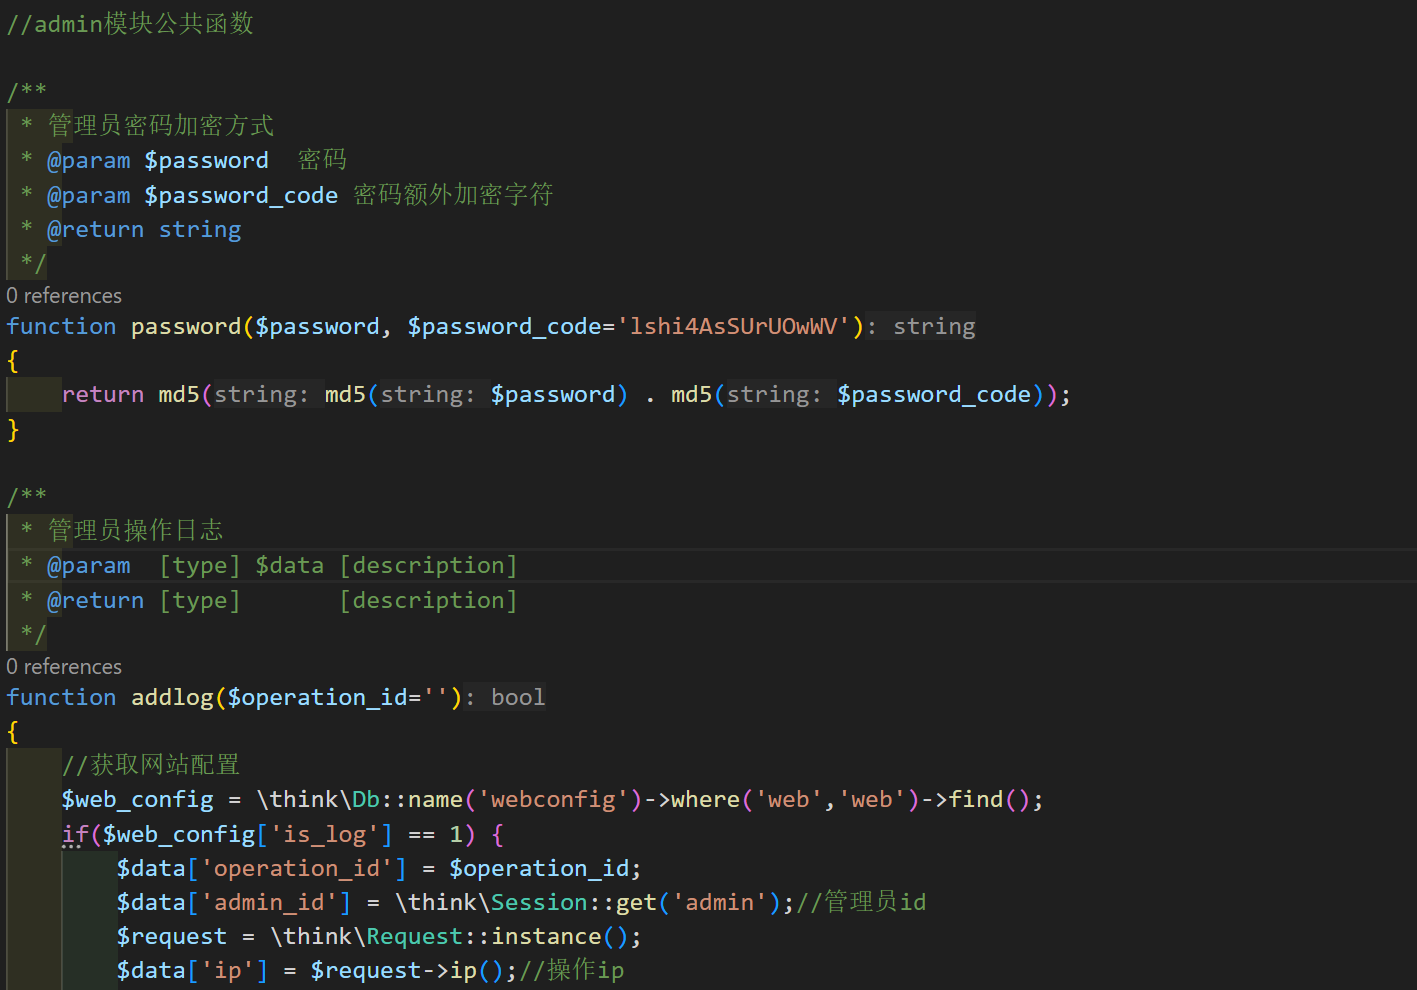 //admin模块公共函数
/**
 * 管理员密码加密方式
 * @param $password  密码
 * @param $password_code 密码额外加密字符
 * @return string
 */
0 references
function password($password, $password_code='lshi4AsSUrUOwWV'): string
{
    return md5(string: md5(string: $password) . md5(string: $password_code));
}
/**
 * 管理员操作日志
 * @param  [type] $data [description]
 * @return [type]       [description]
 */
0 references
function addlog($operation_id=''): bool
{
    //获取网站配置
    $web_config = \think\Db::name('webconfig')->where('web','web')->find();
    if($web_config['is_log'] == 1) {
        $data['operation_id'] = $operation_id;
        $data['admin_id'] = \think\Session::get('admin');//管理员id
        $request = \think\Request::instance();
        $data['ip'] = $request->ip();//操作ip